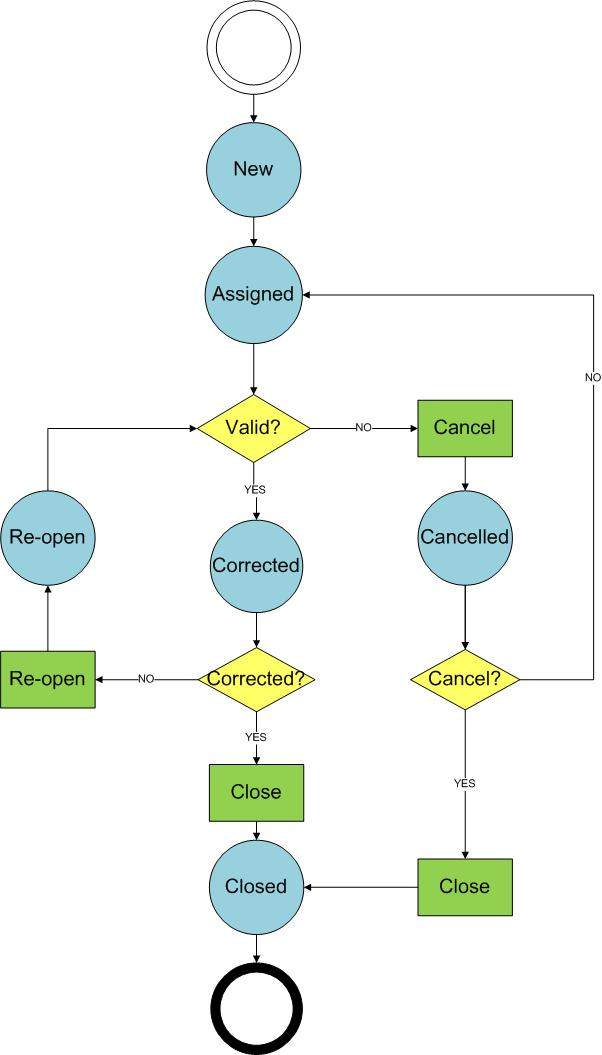 New
Assigned
NO
Valid?
NO
Cancel
YES
Re-open
Corrected
Cancelled
Re-open
NO
Corrected?
Cancel?
YES
YES
Close
Closed
Close